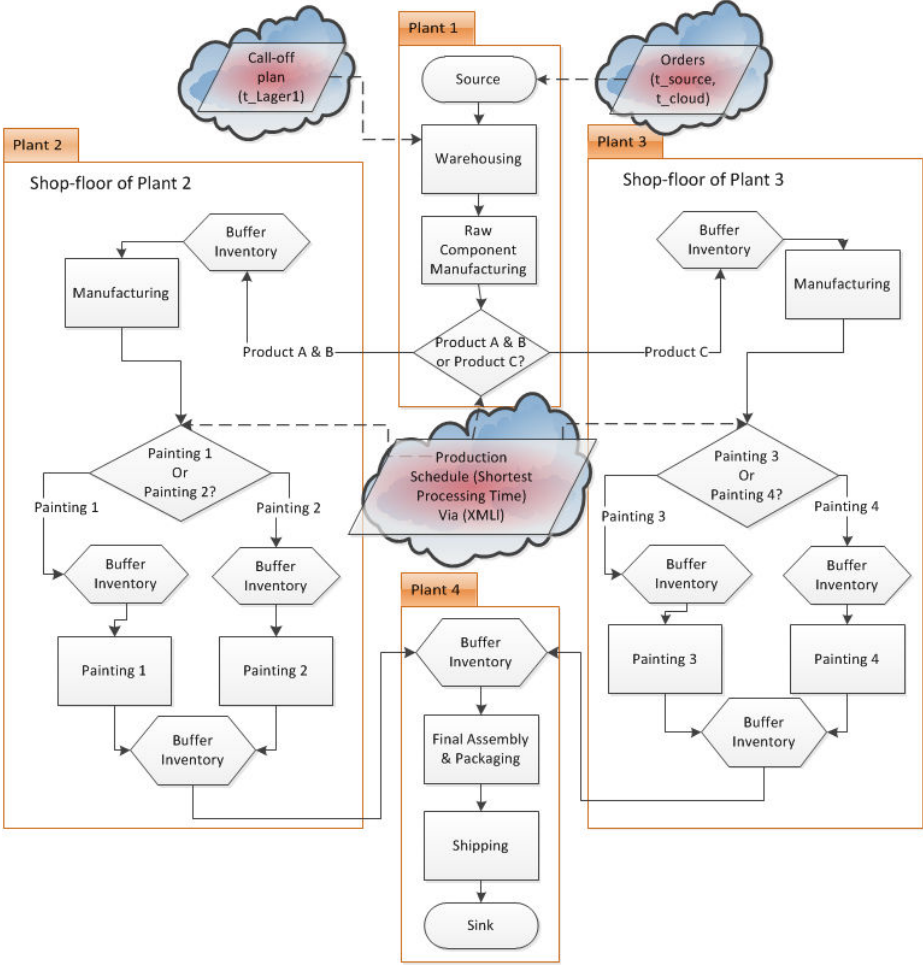 Call-off
plan
(t_Lager1)
Plant 1
Source
Orders
(t_source,
t_cloud)
Warehousing
Raw
Component
Manufacturing
Product A & B
or Product C?
Plant 2
Shop-floor of Plant 2
Buffer
Inventory
Manufacturing
Product A & B
Painting 1
Or
Painting 2?
Painting 1
Painting 2
Buffer
Inventory
Buffer
Inventory
Painting 1
Painting 2
Buffer
Inventory
Plant 3
Shop-floor of Plant 3
Buffer
Inventory
Manufacturing
Product C
Painting 3
Or
Painting 4?
Painting 3
Painting 4
Buffer
Inventory
Buffer
Inventory
Painting 3
Painting 4
Buffer
Inventory
Production
Schedule (Shortest
Processing Time)
Via (XMLl)
Plant 4
Buffer
Inventory
Final Assembly
& Packaging
Shipping
Sink